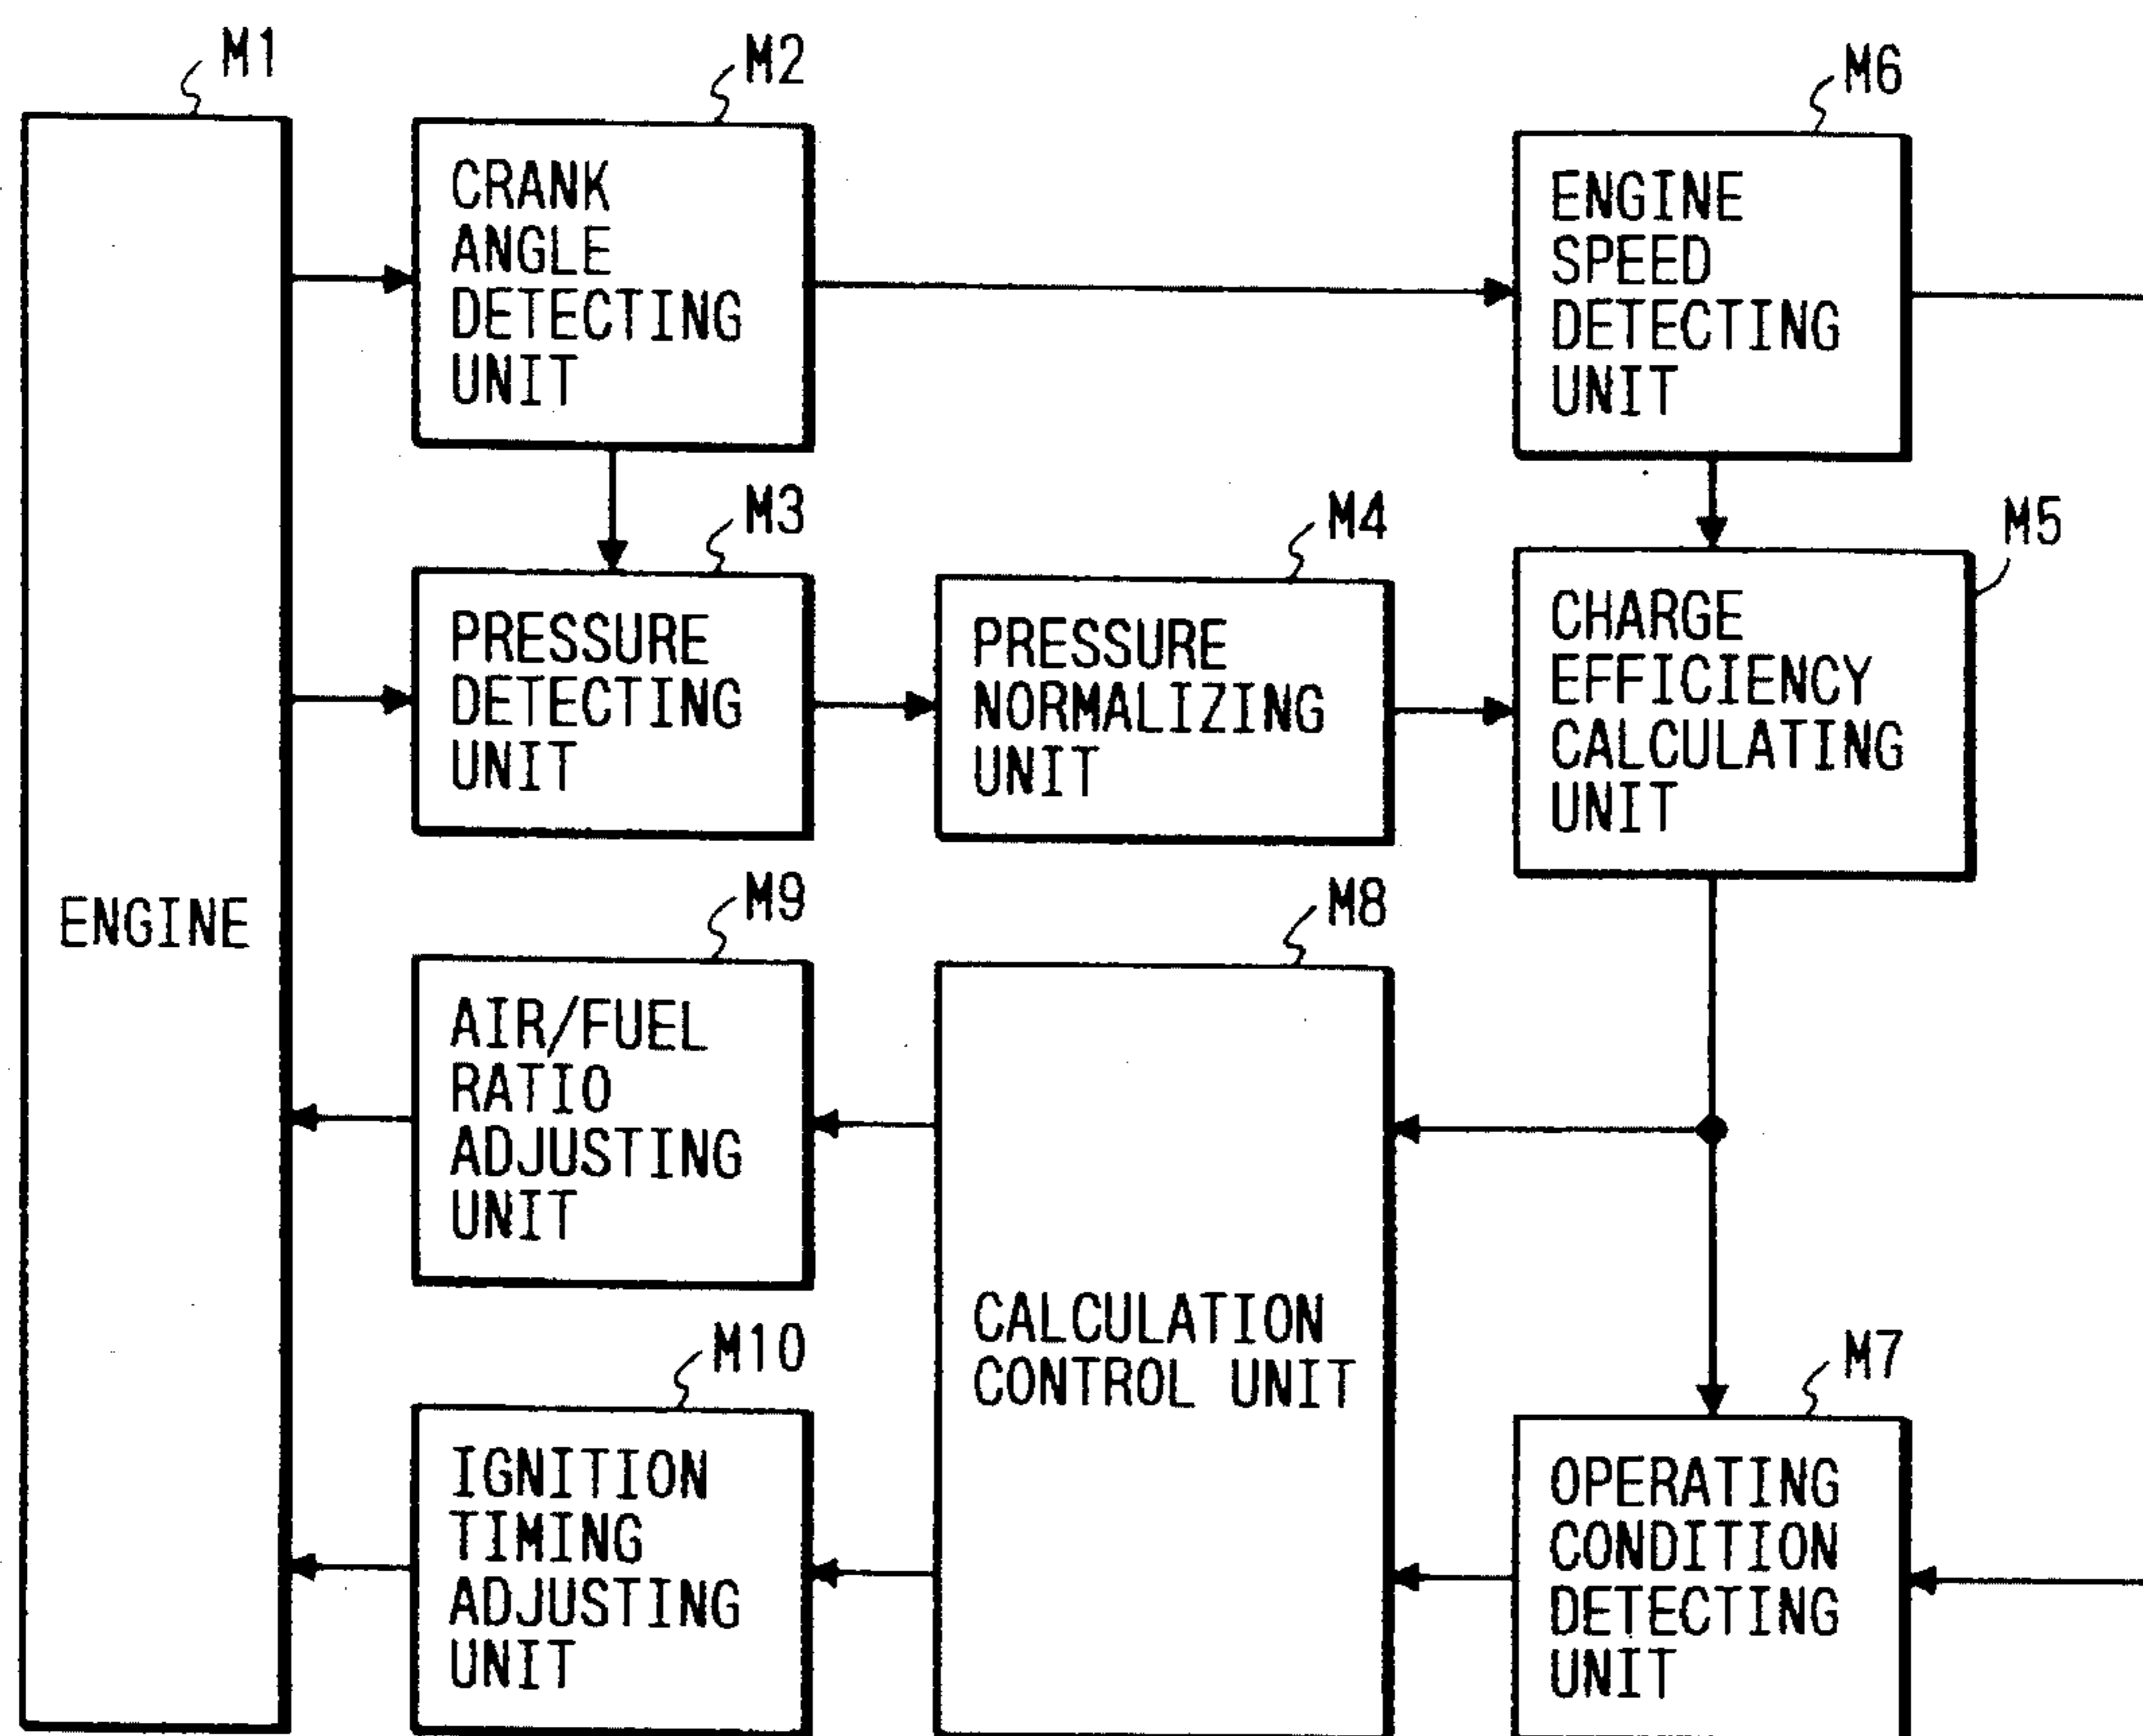 M1
ENGINE
M2
CRANK
ANGLE
DETECTING
UNIT
M6
ENGINE
SPEED
DETECTING
UNIT
M3
PRESSURE
DETECTING
UNIT
M4
PRESSURE
NORMALIZING
UNIT
M5
CHARGE
EFFICIENCY
CALCULATING
UNIT
M9
AIR/FUEL
RATIO
ADJUSTING
UNIT
M8
CALCULATION
CONTROL UNIT
M10
IGNITION
TIMING
ADJUSTING
UNIT
M7
OPERATING
CONDITION
DETECTING
UNIT